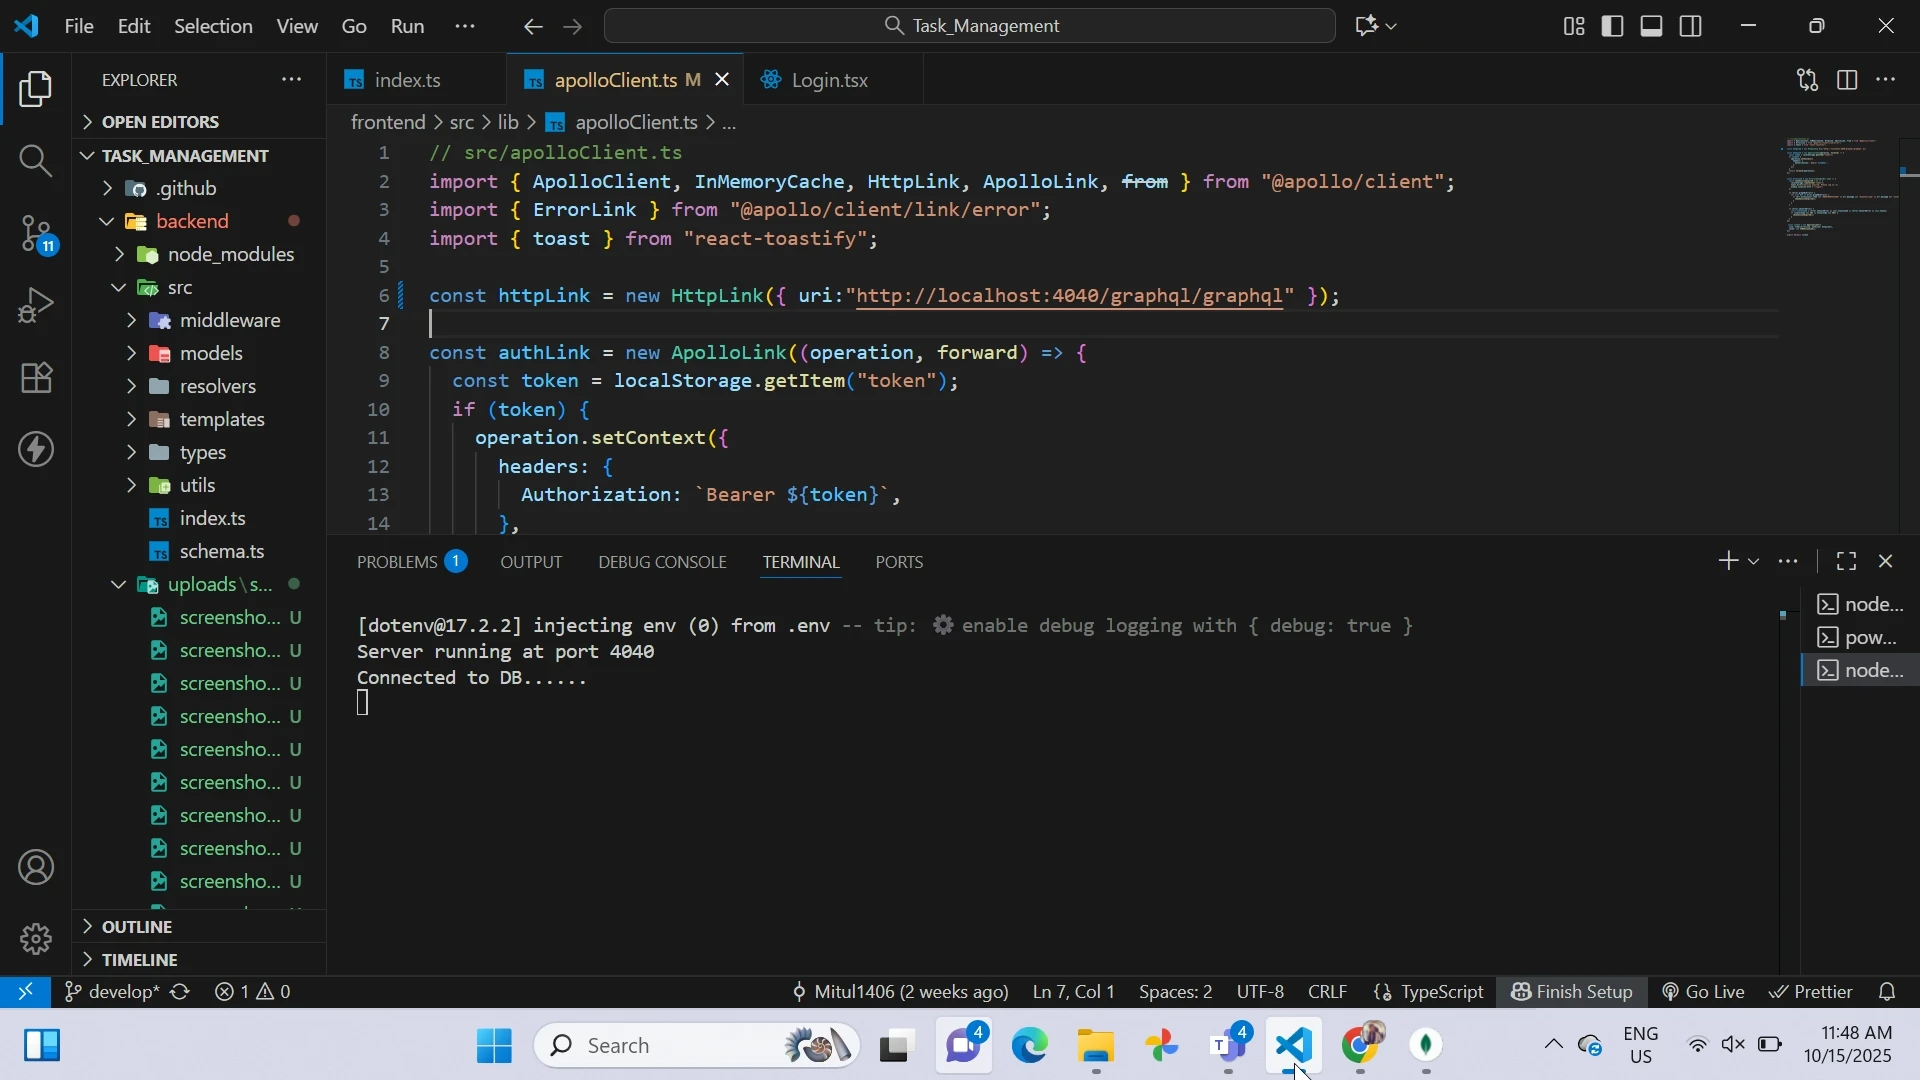 File Edit Selection View Go Run ···
Task_Management
EXPLORER
OPEN EDITORS
TASK_MANAGEMENT
.github
backend
node_modules
src
middleware
models
resolvers
templates
types
utils
index.ts
schema.ts
uploads\s...
screensho... U
screensho... U
screensho... U
screensho... U
screensho... U
screensho... U
screensho... U
screensho... U
screensho... U
OUTLINE
TIMELINE
11
index.ts
apolloClient.ts M
Login.tsx
frontend > src > lib > apolloClient.ts > ...
1 // src/apolloClient.ts
2 import { ApolloClient, InMemoryCache, HttpLink, ApolloLink, from } from "@apollo/client";
3 import { ErrorLink } from "@apollo/client/link/error";
4 import { toast } from "react-toastify";
5
6 const httpLink = new HttpLink({ uri:"http://localhost:4040/graphql/graphql" });
7
8 const authLink = new ApolloLink((operation, forward) => {
9 const token = localStorage.getItem("token");
10 if (token) {
11 operation.setContext({
12 headers: {
13 Authorization: `Bearer ${token}`,
14 },
PROBLEMS 1 OUTPUT DEBUG CONSOLE TERMINAL PORTS
[dotenv@17.2.2] injecting env (0) from .env -- tip: ⚙ enable debug logging with { debug: true }
Server running at port 4040
Connected to DB......
node...
pow...
node...
develop* 1 0 Mitul1406 (2 weeks ago) Ln 7, Col 1 Spaces: 2 UTF-8 CRLF {} TypeScript Finish Setup Go Live Prettier
Search
4
4
ENG
US
11:48 AM
10/15/2025